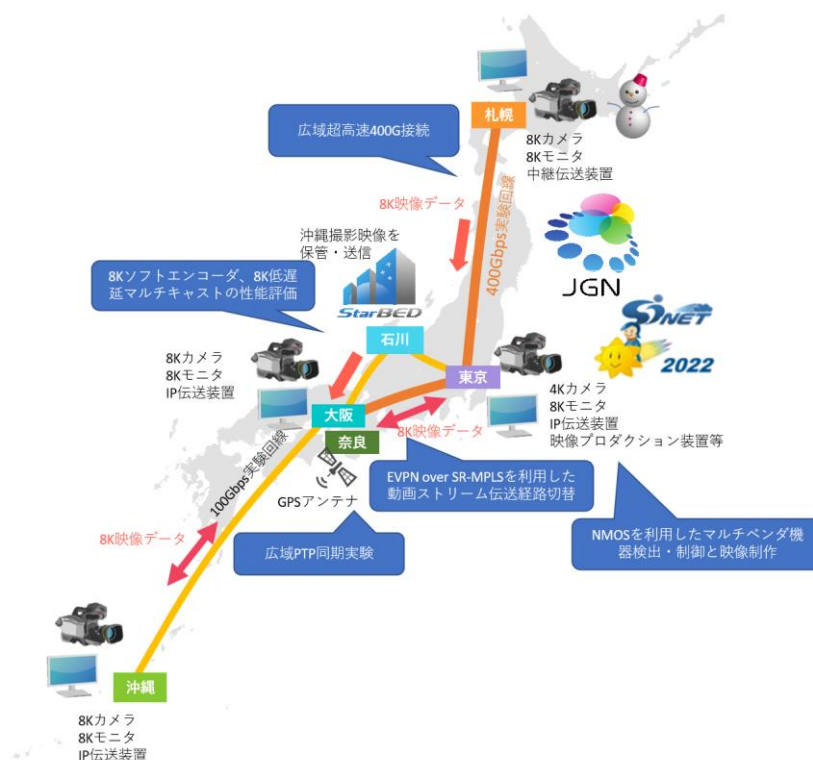 札幌
広域超高速400G接続
8Kカメラ
8Kモニタ
中継伝送装置
8K映像データ
400Gbps実験回線
沖縄撮影映像を
保管・送信
JGN
8Kソフトエンコーダ、8K低遅
延マルチキャストの性能評価
StarBED
SINET
2022
石川
8Kカメラ
8Kモニタ
IP伝送装置
東京
4Kカメラ
8Kモニタ
IP伝送装置
映像プロダクション装置等
大阪
奈良
8K映像データ
100Gbps実験回線
GPSアンテナ
EVPN over SR-MPLSを利用した
動画ストリーム伝送経路切替
8K映像データ
広域PTP同期実験
NMOSを利用したマルチベンダ機
器検出・制御と映像制作
沖縄
8Kカメラ
8Kモニタ
IP伝送装置